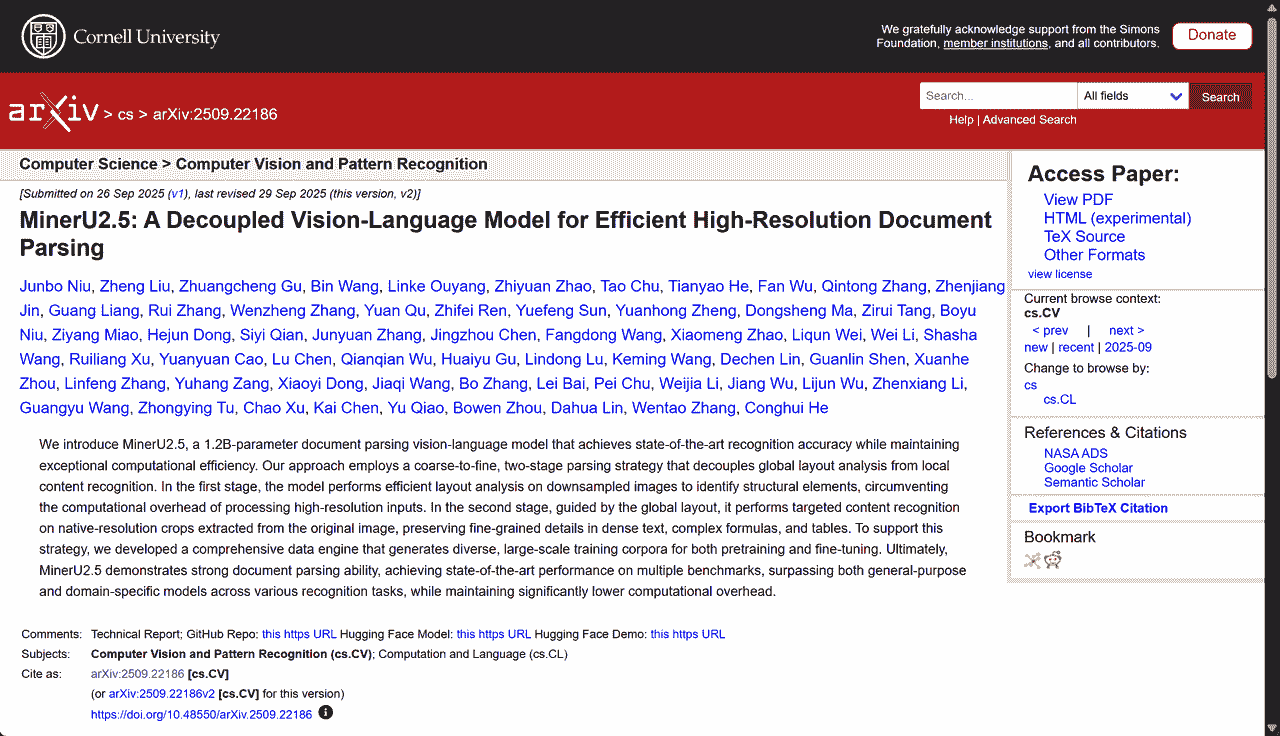 Cornell University
We gratefully acknowledge support from the Simons
Foundation, member institutions, and all contributors.
Donate
arXiv > cs > arXiv:2509.22186
Search...
All fields
Search
Help | Advanced Search
Computer Science > Computer Vision and Pattern Recognition
[Submitted on 26 Sep 2025 (v1), last revised 29 Sep 2025 (this version, v2)]
MinerU2.5: A Decoupled Vision-Language Model for Efficient High-Resolution Document
Parsing
Junbo Niu, Zheng Liu, Zhuangcheng Gu, Bin Wang, Linke Ouyang, Zhiyuan Zhao, Tao Chu, Tianyao He, Fan Wu, Qintong Zhang, Zhenjiang
Jin, Guang Liang, Rui Zhang, Wenzheng Zhang, Yuan Qu, Zhifei Ren, Yuefeng Sun, Yuanhong Zheng, Dongsheng Ma, Zirui Tang, Boyu
Niu, Ziyang Miao, Hejun Dong, Siyi Qian, Junyuan Zhang, Jingzhou Chen, Fangdong Wang, Xiaomeng Zhao, Liqun Wei, Wei Li, Shasha
Wang, Ruiliang Xu, Yuanyuan Cao, Lu Chen, Qianqian Wu, Huaiyu Gu, Lindong Lu, Keming Wang, Dechen Lin, Guanlin Shen, Xuanhe
Zhou, Linfeng Zhang, Yuhang Zang, Xiaoyi Dong, Jiaqi Wang, Bo Zhang, Lei Bai, Pei Chu, Weijia Li, Jiang Wu, Lijun Wu, Zhenxiang Li,
Guangyu Wang, Zhongying Tu, Chao Xu, Kai Chen, Yu Qiao, Bowen Zhou, Dahua Lin, Wentao Zhang, Conghui He
We introduce MinerU2.5, a 1.2B-parameter document parsing vision-language model that achieves state-of-the-art recognition accuracy while maintaining
exceptional computational efficiency. Our approach employs a coarse-to-fine, two-stage parsing strategy that decouples global layout analysis from local
content recognition. In the first stage, the model performs efficient layout analysis on downsampled images to identify structural elements, circumventing
the computational overhead of processing high-resolution inputs. In the second stage, guided by the global layout, it performs targeted content recognition
on native-resolution crops extracted from the original image, preserving fine-grained details in dense text, complex formulas, and tables. To support this
strategy, we developed a comprehensive data engine that generates diverse, large-scale training corpora for both pretraining and fine-tuning. Ultimately,
MinerU2.5 demonstrates strong document parsing ability, achieving state-of-the-art performance on multiple benchmarks, surpassing both general-purpose
and domain-specific models across various recognition tasks, while maintaining significantly lower computational overhead.
Comments: Technical Report; GitHub Repo: this https URL Hugging Face Model: this https URL Hugging Face Demo: this https URL
Subjects: Computer Vision and Pattern Recognition (cs.CV); Computation and Language (cs.CL)
Cite as: arXiv:2509.22186 [cs.CV]
(or arXiv:2509.22186v2 [cs.CV] for this version)
https://doi.org/10.48550/arXiv.2509.22186
Access Paper:
View PDF
HTML (experimental)
TeX Source
Other Formats
view license
Current browse context:
cs.CV
< prev | next >
new | recent | 2025-09
Change to browse by:
cs
cs.CL
References & Citations
NASA ADS
Google Scholar
Semantic Scholar
Export BibTeX Citation
Bookmark